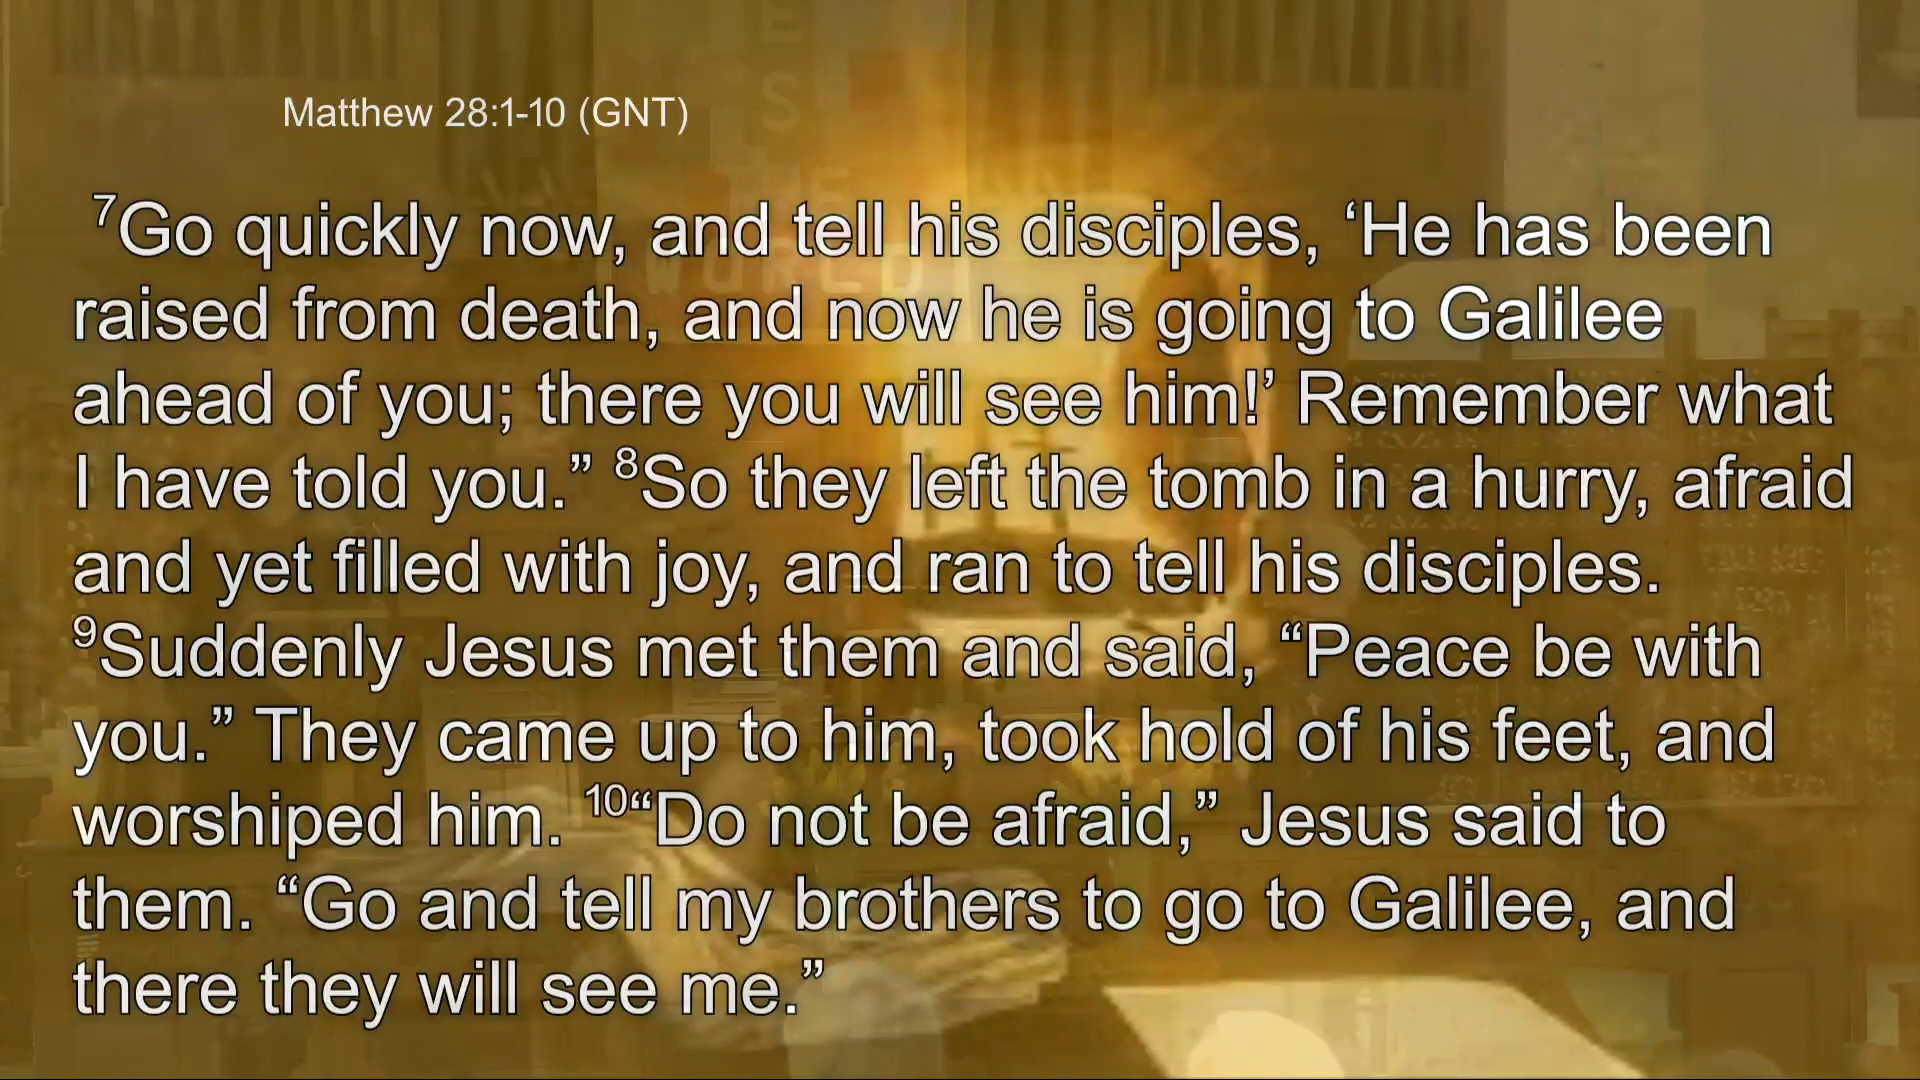 Matthew 28:1-10 (GNT)
⁷Go quickly now, and tell his disciples, ‘He has been
raised from death, and now he is going to Galilee
ahead of you; there you will see him!’ Remember what
I have told you.” ⁸So they left the tomb in a hurry, afraid
and yet filled with joy, and ran to tell his disciples.
⁹Suddenly Jesus met them and said, “Peace be with
you.” They came up to him, took hold of his feet, and
worshiped him. ¹⁰“Do not be afraid,” Jesus said to
them. “Go and tell my brothers to go to Galilee, and
there they will see me.”
WORLD